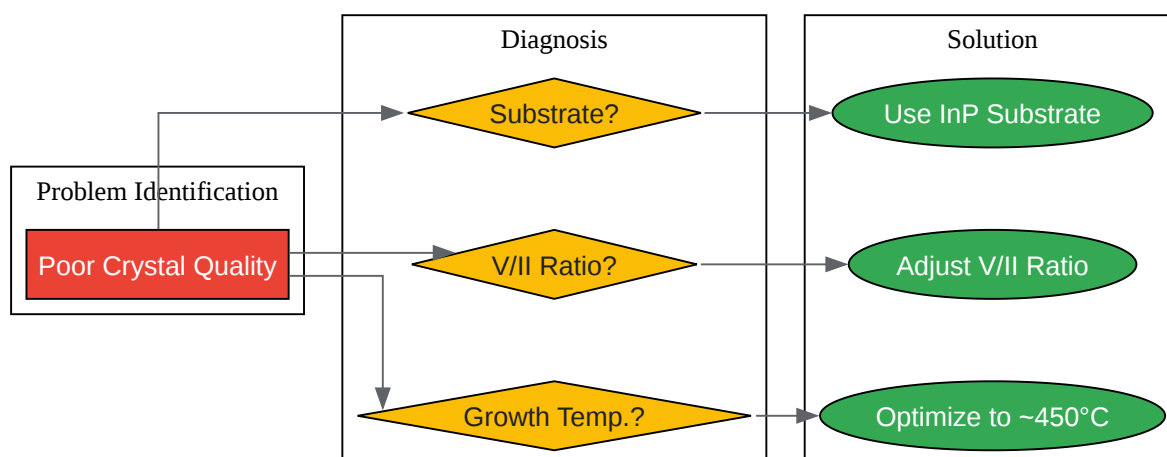 Diagnosis
Solution
Substrate?
Use InP Substrate
Problem Identification
Poor Crystal Quality
V/II Ratio?
Adjust V/II Ratio
Growth Temp.?
Optimize to ~450°C